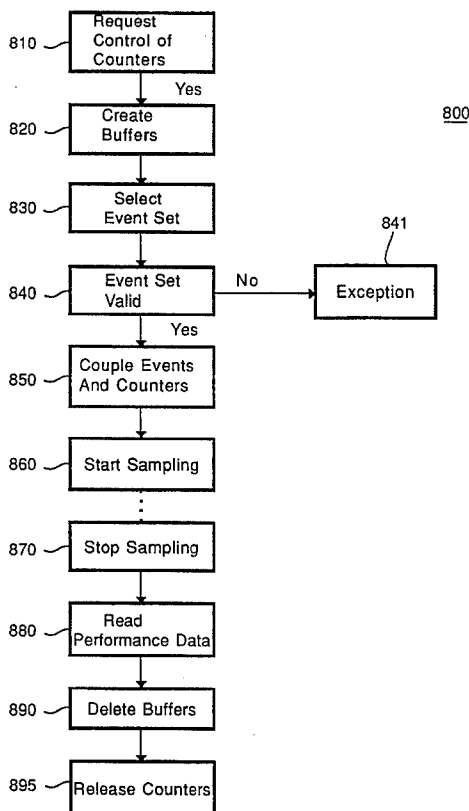 810
Request
Control of
Counters
Yes
800
820
Create
Buffers
830
Select
Event Set
841
840
Event Set
Valid
No
Exception
Yes
850
Couple Events
And Counters
860
Start Sampling
870
Stop Sampling
880
Read
Performance Data
890
Delete Buffers
895
Release Counters